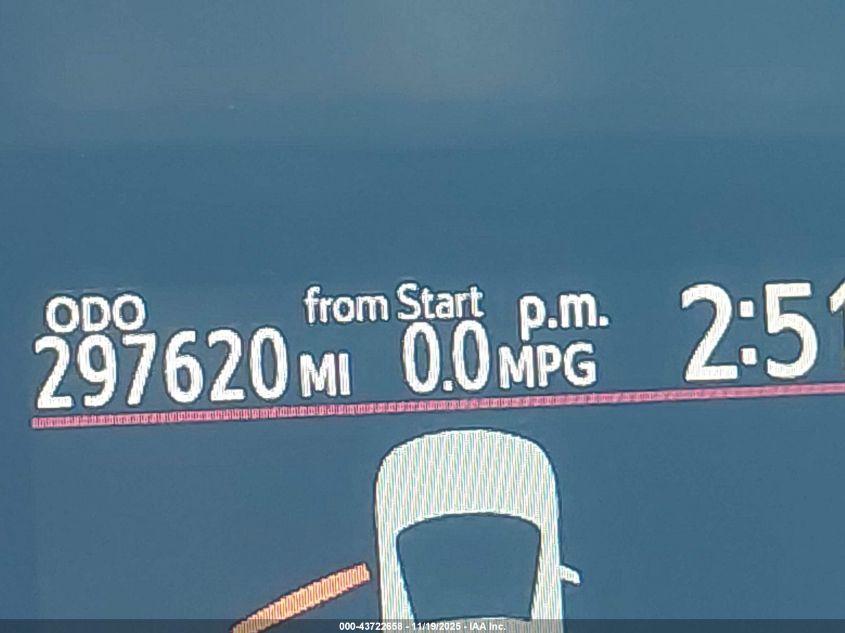 ODO from Start p.m. 2:51
297620 MI 0.0 MPG
000-43722658 - 11/19/2025 - IAA Inc.